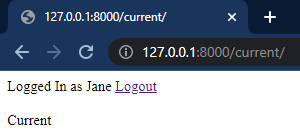 127.0.0.1:8000/current/
127.0.0.1:8000/current/
Logged In as Jane Logout
Current